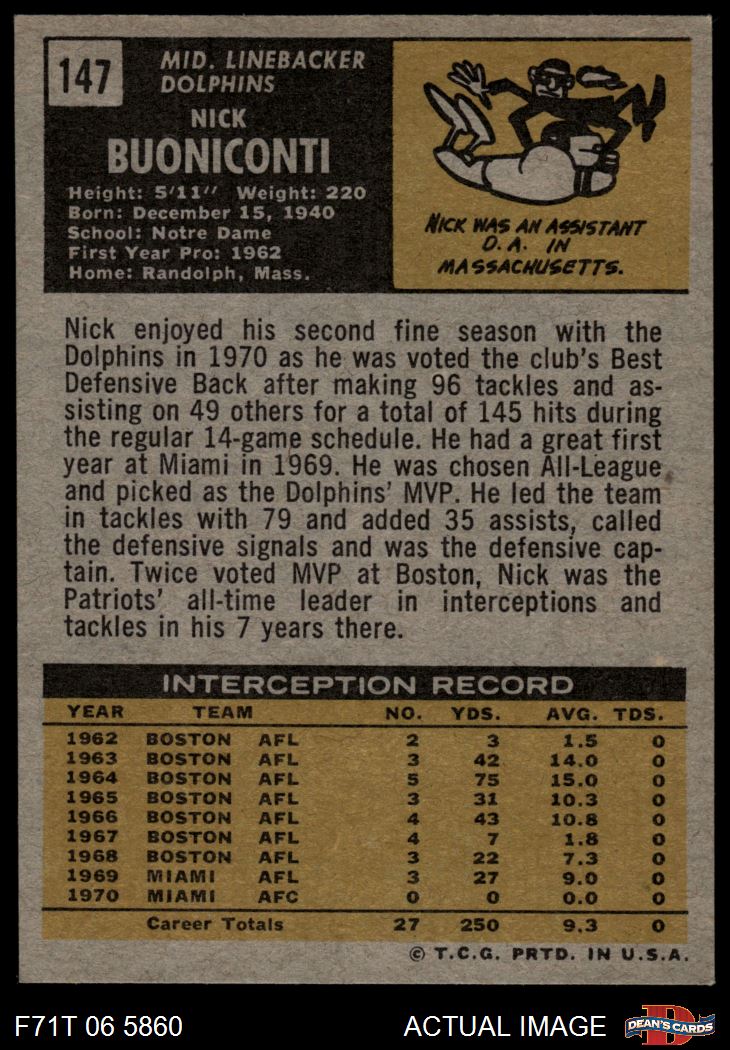 147
MID. LINEBACKER
DOLPHINS
NICK
BUONICONTI
Height: 5'11" Weight: 220
Born: December 15, 1940
School: Notre Dame
First Year Pro: 1962
Home: Randolph, Mass.
NICK WAS AN ASSISTANT
D.A. IN
MASSACHUSETTS.
Nick enjoyed his second fine season with the
Dolphins in 1970 as he was voted the club's Best
Defensive Back after making 96 tackles and as-
sisting on 49 others for a total of 145 hits during
the regular 14-game schedule. He had a great first
year at Miami in 1969. He was chosen All-League
and picked as the Dolphins' MVP. He led the team
in tackles with 79 and added 35 assists, called
the defensive signals and was the defensive cap-
tain. Twice voted MVP at Boston, Nick was the
Patriots' all-time leader in interceptions and
tackles in his 7 years there.
INTERCEPTION RECORD
YEAR TEAM NO. YDS. AVG. TDS.
1962 BOSTON AFL 2 3 1.5 0
1963 BOSTON AFL 3 42 14.0 0
1964 BOSTON AFL 5 75 15.0 0
1965 BOSTON AFL 3 31 10.3 0
1966 BOSTON AFL 4 43 10.8 0
1967 BOSTON AFL 4 7 1.8 0
1968 BOSTON AFL 3 22 7.3 0
1969 MIAMI AFL 3 27 9.0 0
1970 MIAMI AFC 0 0 0.0 0
Career Totals 27 250 9.3 0
© T.C.G. PRTD. IN U.S.A.
F71T 06 5860 ACTUAL IMAGE
D
DEAN'S CARDS